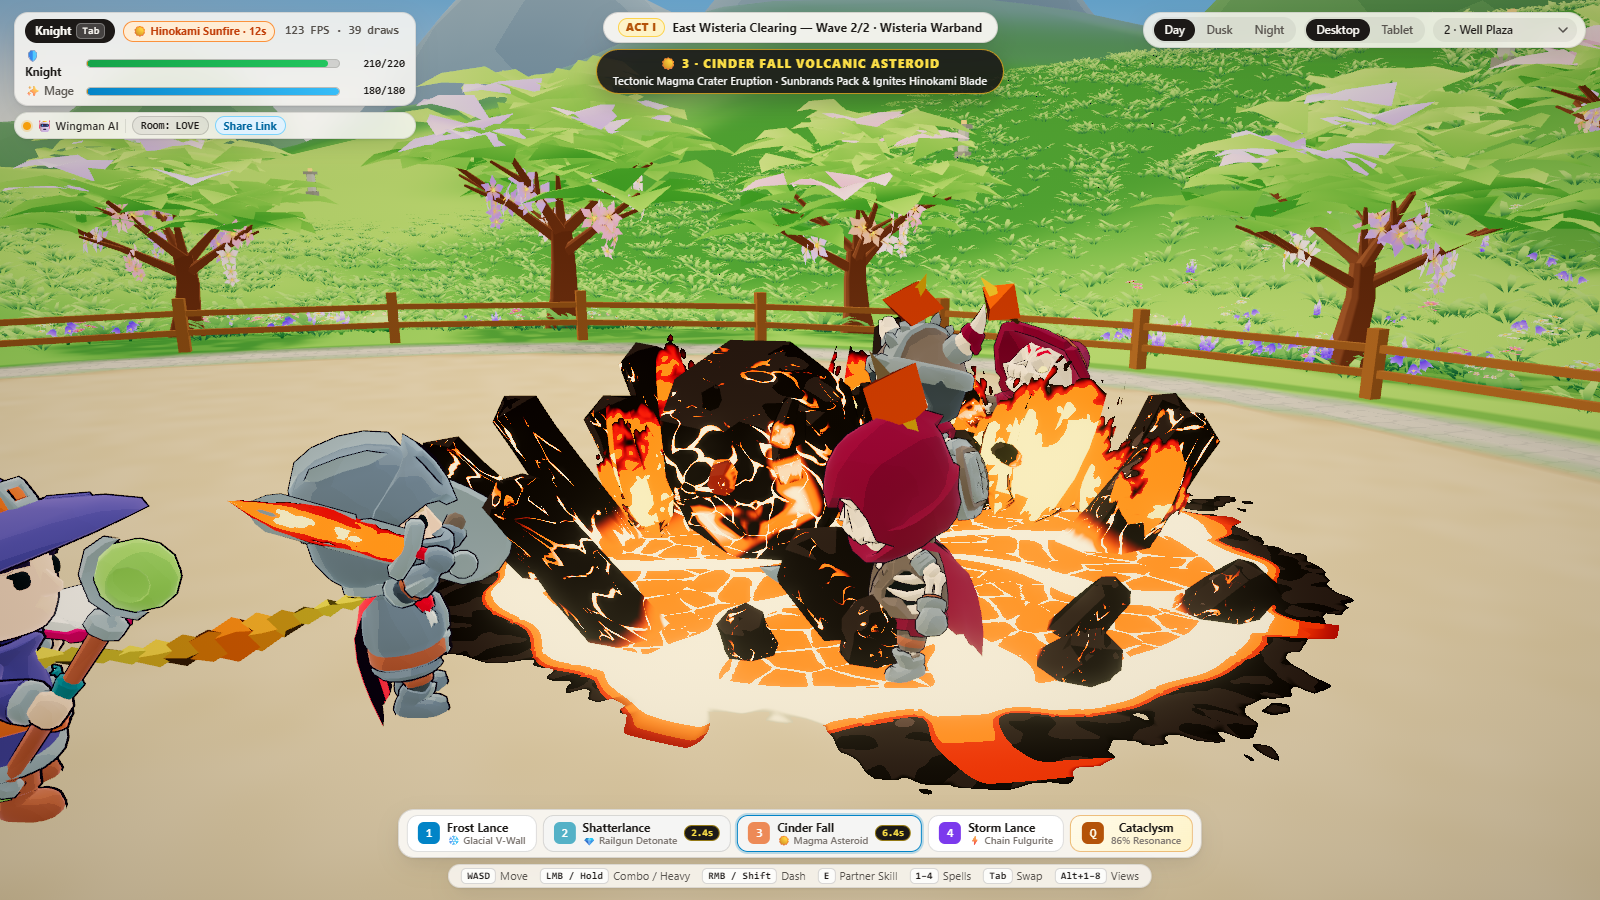 Knight Tab
Hinokami Sunfire · 12s
123 FPS · 39 draws
Knight
210/220
Mage
180/180
Wingman AI
Room: LOVE
Share Link
ACT I
East Wisteria Clearing — Wave 2/2 · Wisteria Warband
3 · CINDER FALL VOLCANIC ASTEROID
Tectonic Magma Crater Eruption · Sunbrands Pack & Ignites Hinokami Blade
Day
Dusk
Night
Desktop
Tablet
2 · Well Plaza
1
Frost Lance
Glacial V-Wall
2
Shatterlance
Railgun Detonate
2.4s
3
Cinder Fall
Magma Asteroid
6.4s
4
Storm Lance
Chain Fulgurite
Q
Cataclysm
86% Resonance
WASD Move
LMB / Hold Combo / Heavy
RMB / Shift Dash
E Partner Skill
1–4 Spells
Tab Swap
Alt+1–8 Views